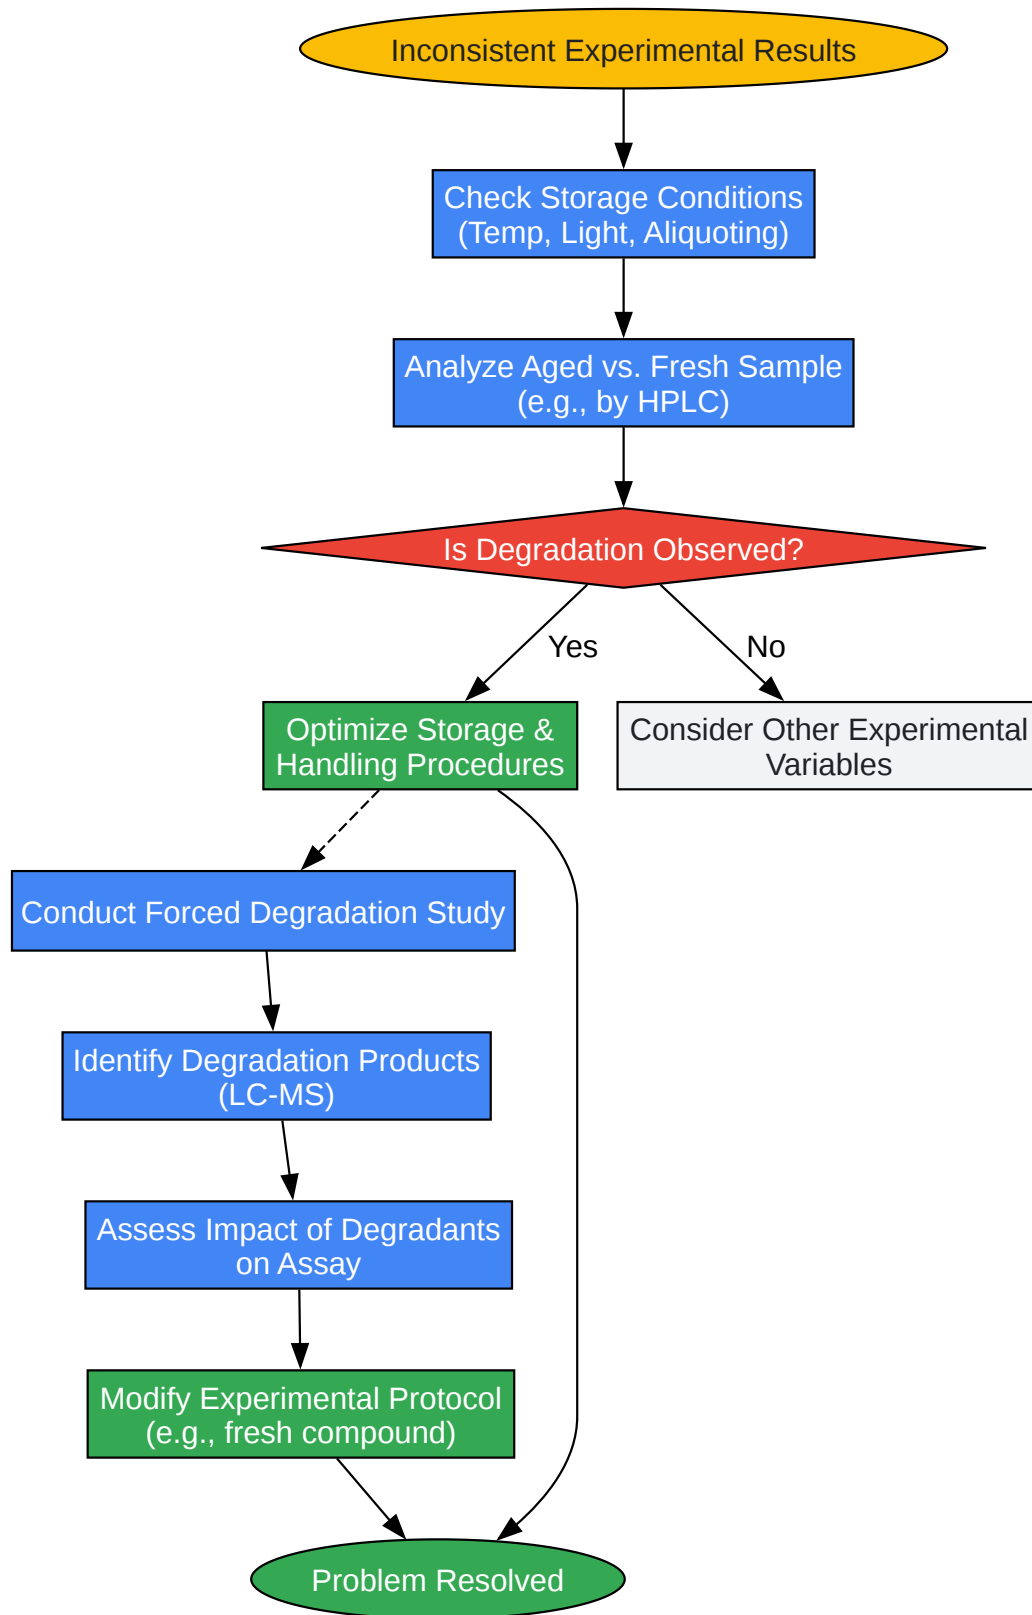 Inconsistent Experimental Results
Check Storage Conditions
(Temp, Light, Aliquoting)
Analyze Aged vs. Fresh Sample
(e.g., by HPLC)
Is Degradation Observed?
Yes
No
Optimize Storage &
Handling Procedures
Consider Other Experimental
Variables
Conduct Forced Degradation Study
Identify Degradation Products
(LC-MS)
Assess Impact of Degradants
on Assay
Modify Experimental Protocol
(e.g., fresh compound)
Problem Resolved